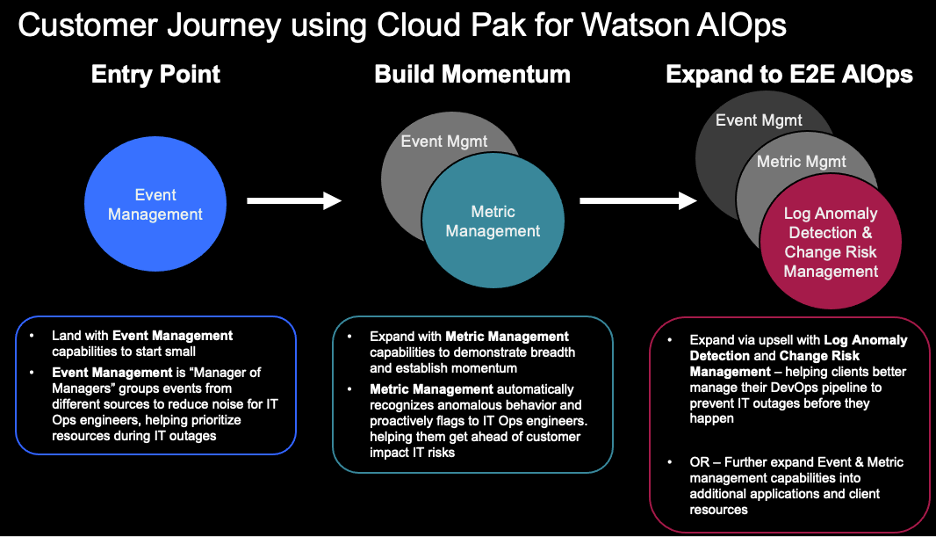 Customer Journey using Cloud Pak for Watson AIOps
Entry Point
Event
Management
• Land with Event Management
capabilities to start small
• Event Management is “Manager of
Managers” groups events from
different sources to reduce noise for IT
Ops engineers, helping prioritize
resources during IT outages
Build Momentum
Event Mgmt
Metric
Management
• Expand with Metric Management
capabilities to demonstrate breadth
and establish momentum
• Metric Management automatically
recognizes anomalous behavior and
proactively flags to IT Ops engineers.
helping them get ahead of customer
impact IT risks
Expand to E2E AIOps
Event Mgmt
Metric Mgmt
Log Anomaly
Detection &
Change Risk
Management
• Expand via upsell with Log Anomaly
Detection and Change Risk
Management – helping clients better
manage their DevOps pipeline to
prevent IT outages before they
happen
• OR – Further expand Event & Metric
management capabilities into
additional applications and client
resources